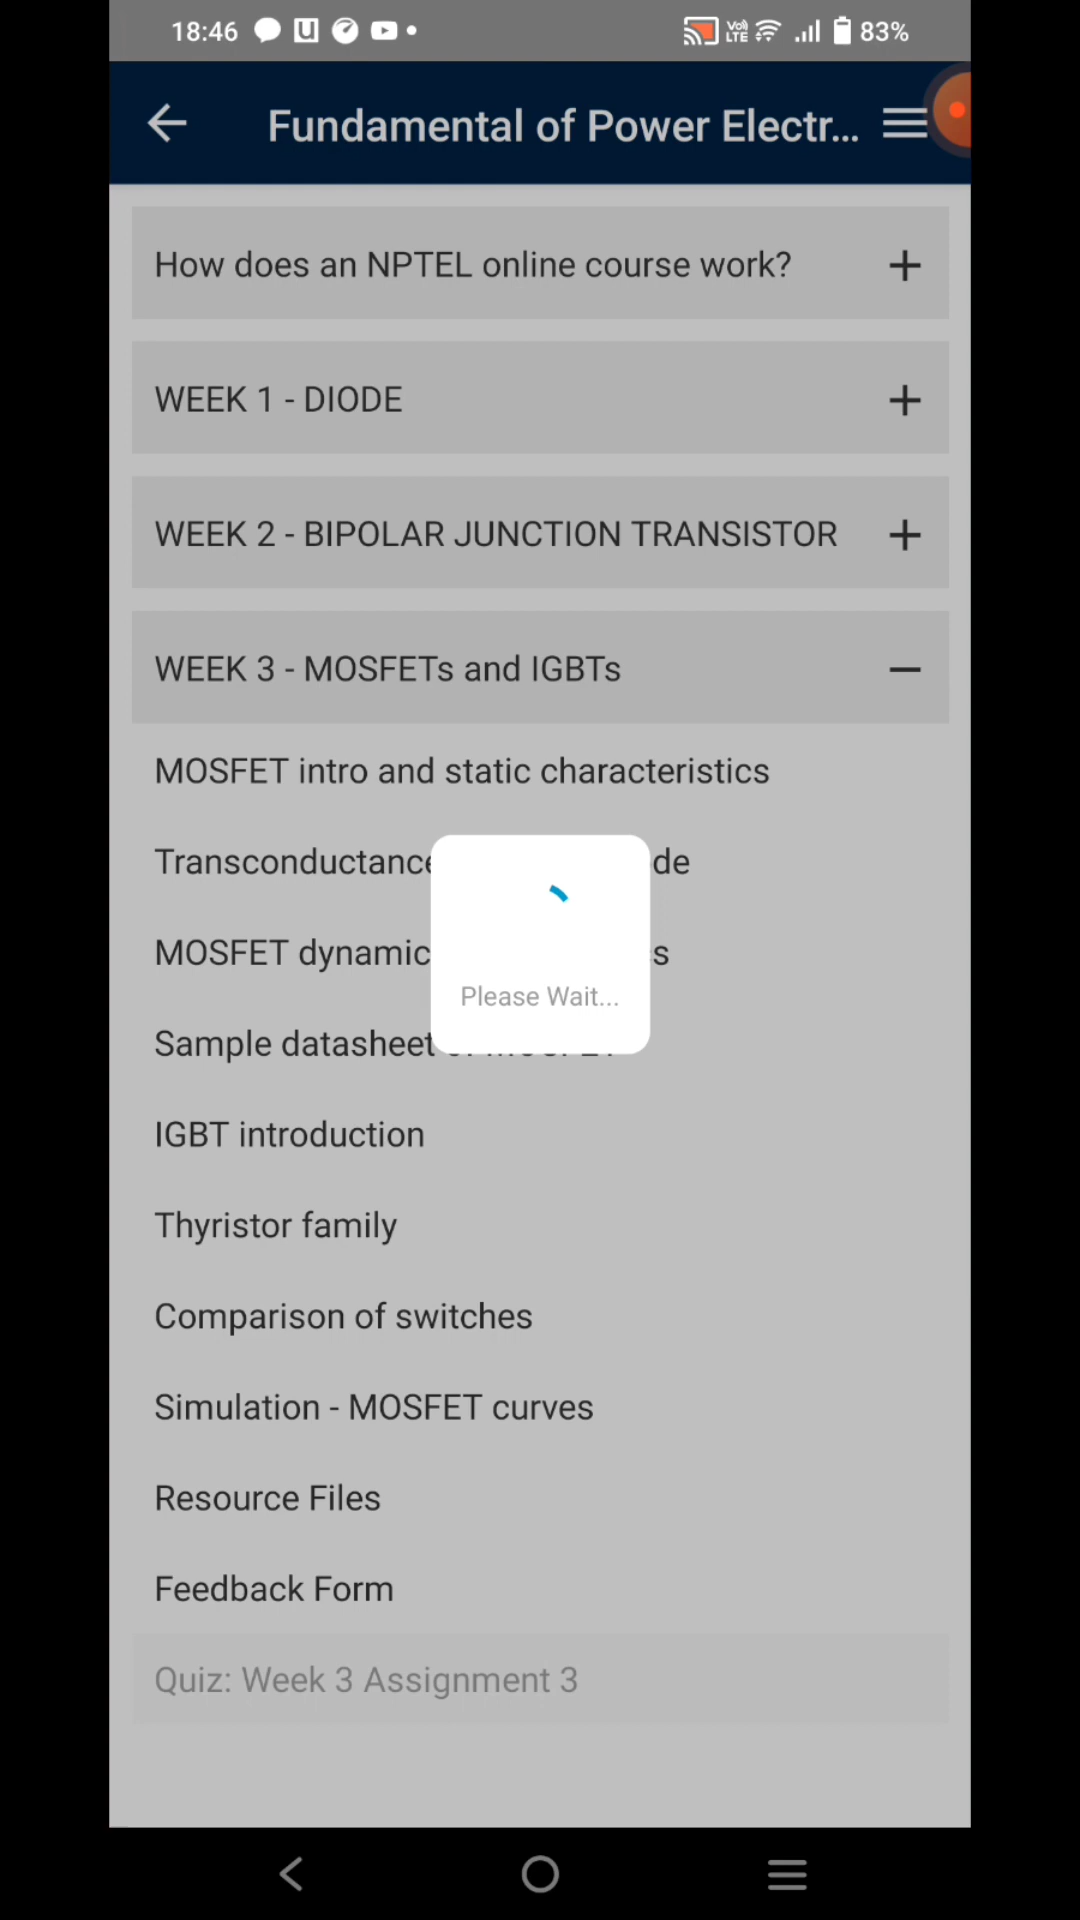 18:46 U VoI) LTE 83%
Fundamental of Power Electr...
How does an NPTEL online course work?
WEEK 1 - DIODE
WEEK 2 - BIPOLAR JUNCTION TRANSISTOR
WEEK 3 - MOSFETs and IGBTs
MOSFET intro and static characteristics
Transconductance de
MOSFET dynamic s
Sample datasheet
Please Wait...
IGBT introduction
Thyristor family
Comparison of switches
Simulation - MOSFET curves
Resource Files
Feedback Form
Quiz: Week 3 Assignment 3